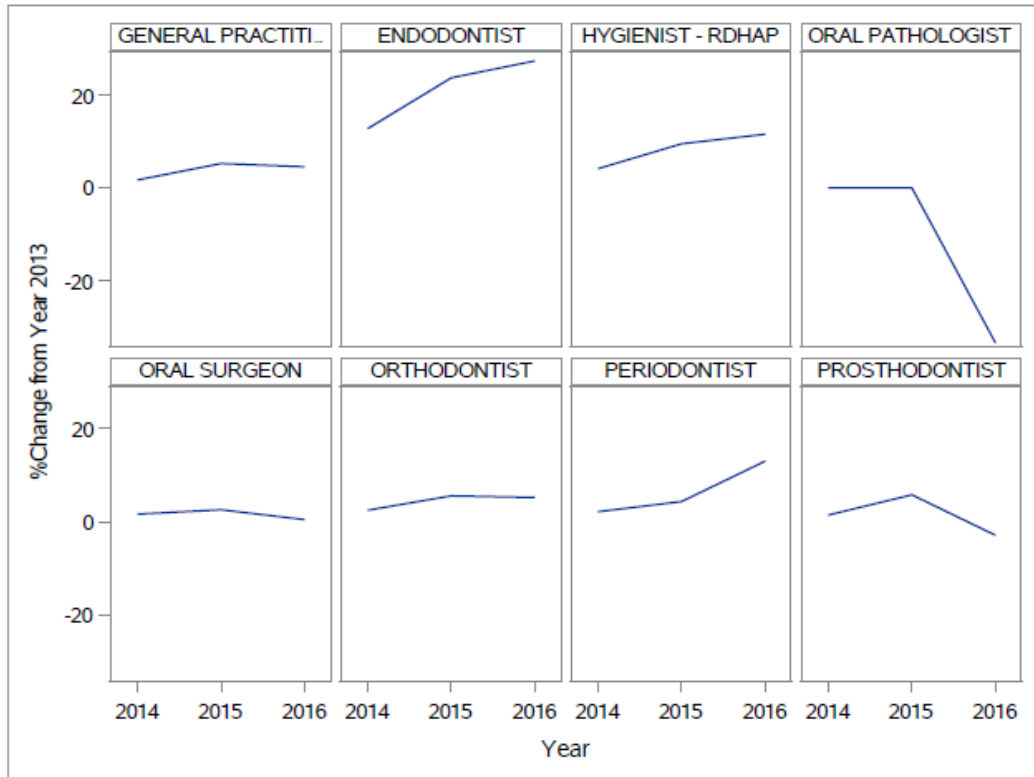 GENERAL PRACTITI...
ENDODONTIST
HYGIENIST - RDHAP
ORAL PATHOLOGIST
20
0
-20
%Change from Year 2013
ORAL SURGEON
ORTHODONTIST
PERIODONTIST
PROSTHODONTIST
20
0
-20
2014 2015 2016
2014 2015 2016
2014 2015 2016
2014 2015 2016
Year